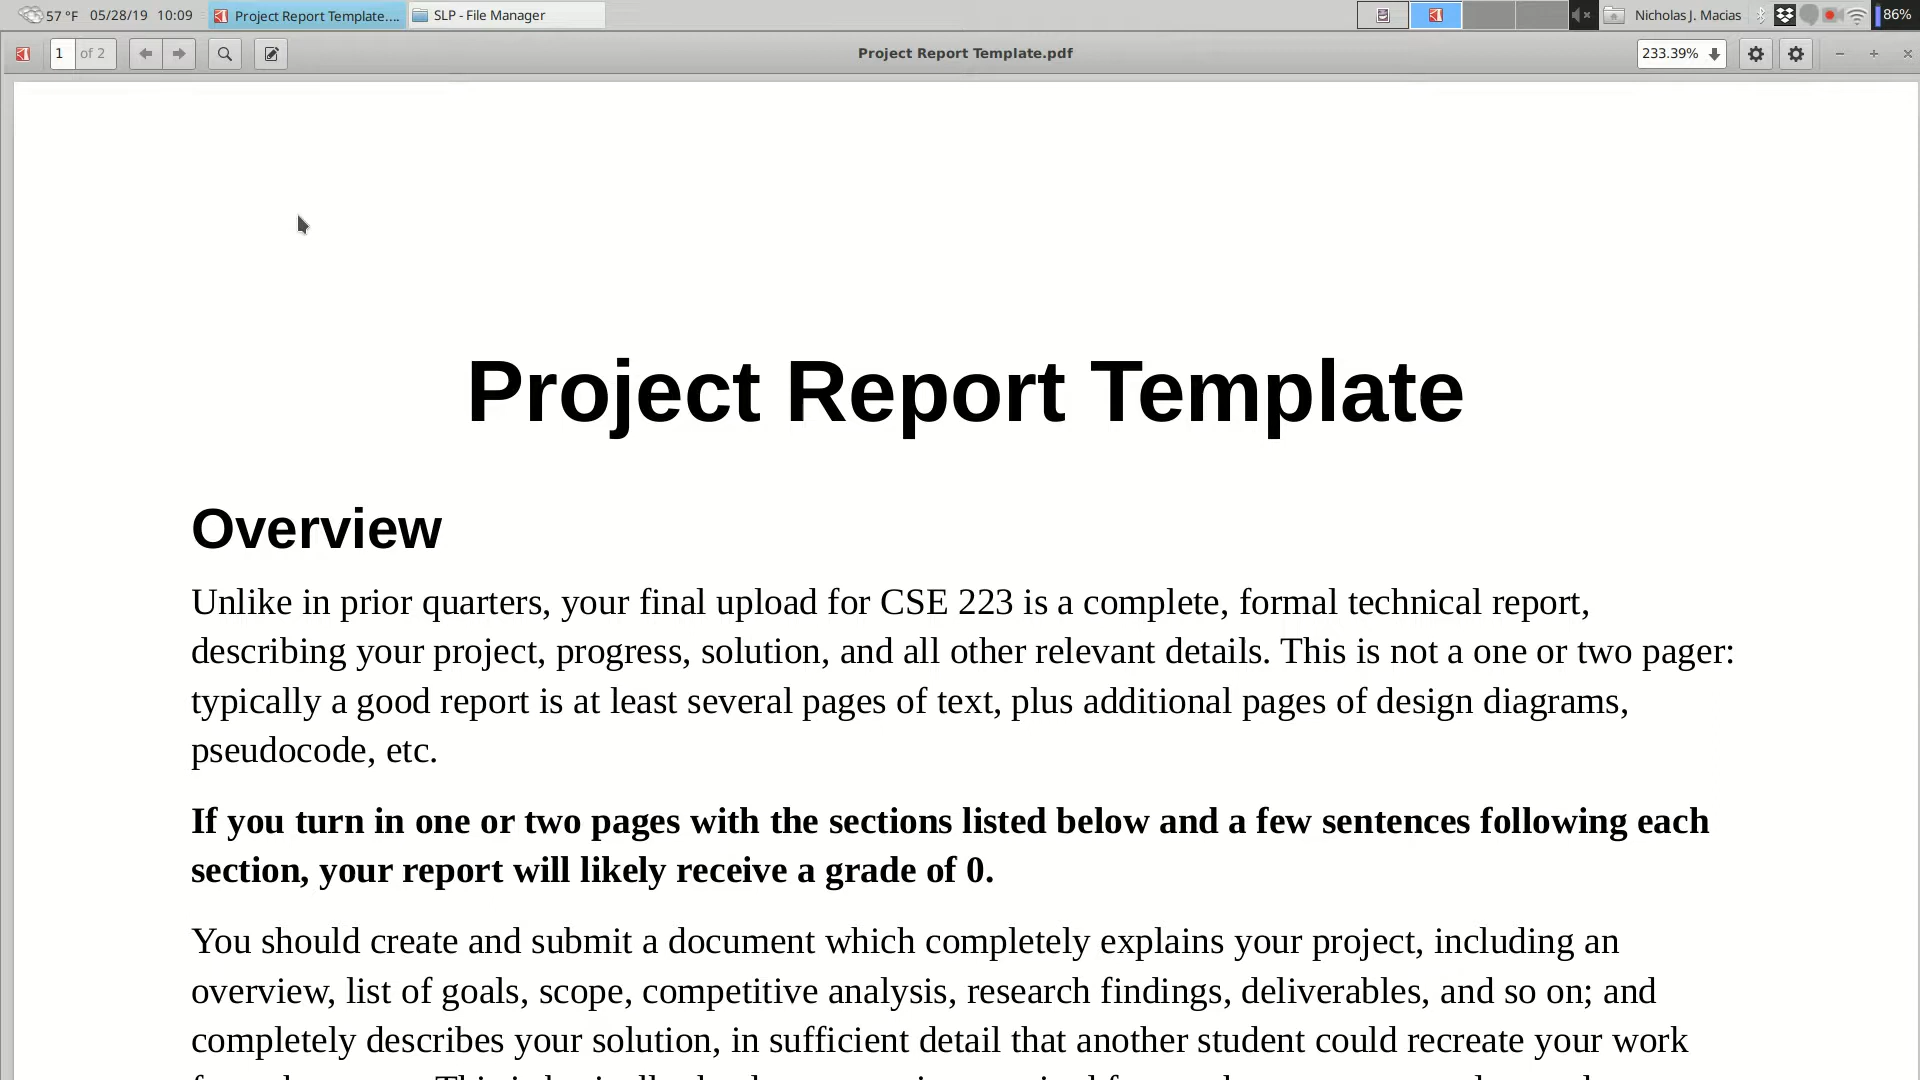 57 °F 05/28/19 10:09 Project Report Template.... SLP - File Manager Nicholas J. Macias 86%
1 of 2 Project Report Template.pdf 233.39%
Project Report Template
Overview
Unlike in prior quarters, your final upload for CSE 223 is a complete, formal technical report,
describing your project, progress, solution, and all other relevant details. This is not a one or two pager:
typically a good report is at least several pages of text, plus additional pages of design diagrams,
pseudocode, etc.
If you turn in one or two pages with the sections listed below and a few sentences following each
section, your report will likely receive a grade of 0.
You should create and submit a document which completely explains your project, including an
overview, list of goals, scope, competitive analysis, research findings, deliverables, and so on; and
completely describes your solution, in sufficient detail that another student could recreate your work